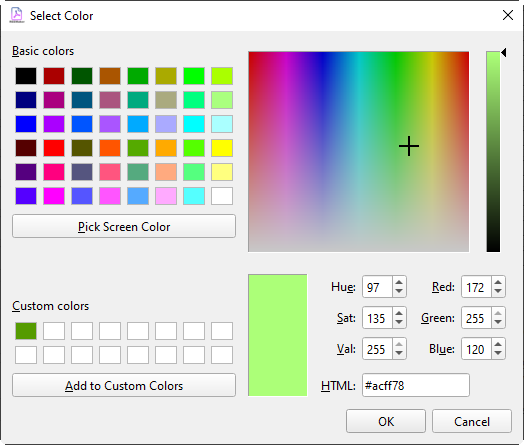 Select Color
Basic colors
Pick Screen Color
Custom colors
Add to Custom Colors
Hue: 97 Red: 172
Sat: 135 Green: 255
Val: 255 Blue: 120
HTML: #acff78
OK Cancel